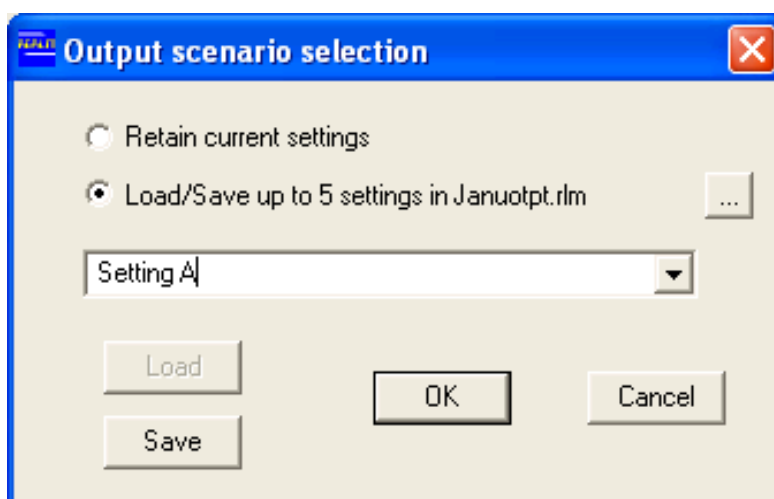 Output scenario selection
Retain current settings
Load/Save up to 5 settings in Januotpt.rlm
...
Setting A
Load
OK
Cancel
Save